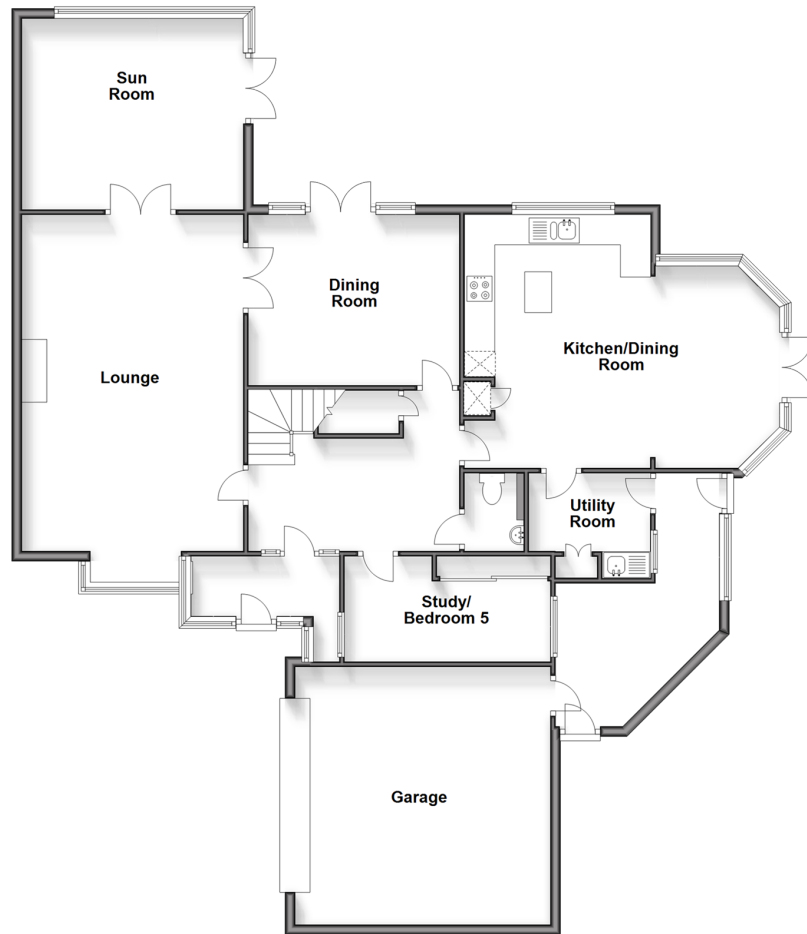 Sun
Room
Dining
Room
Lounge
Kitchen/Dining
Room
Utility
Room
Study/
Bedroom 5
Garage